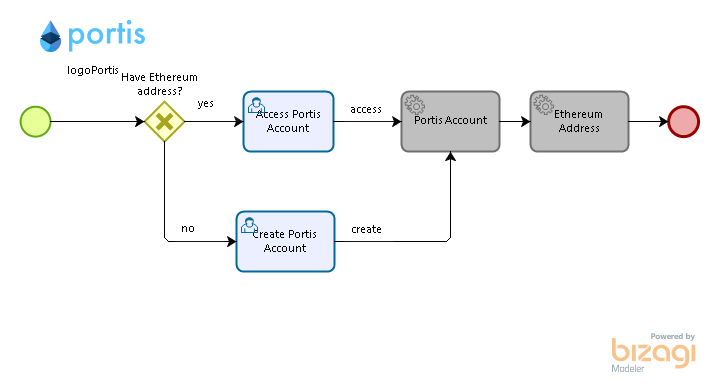 portis
logoPortis
Have Ethereum
address?
yes
Access Portis
Account
access
Portis Account
Ethereum
Address
no
Create Portis
Account
create
Powered by
bizagi
Modeler